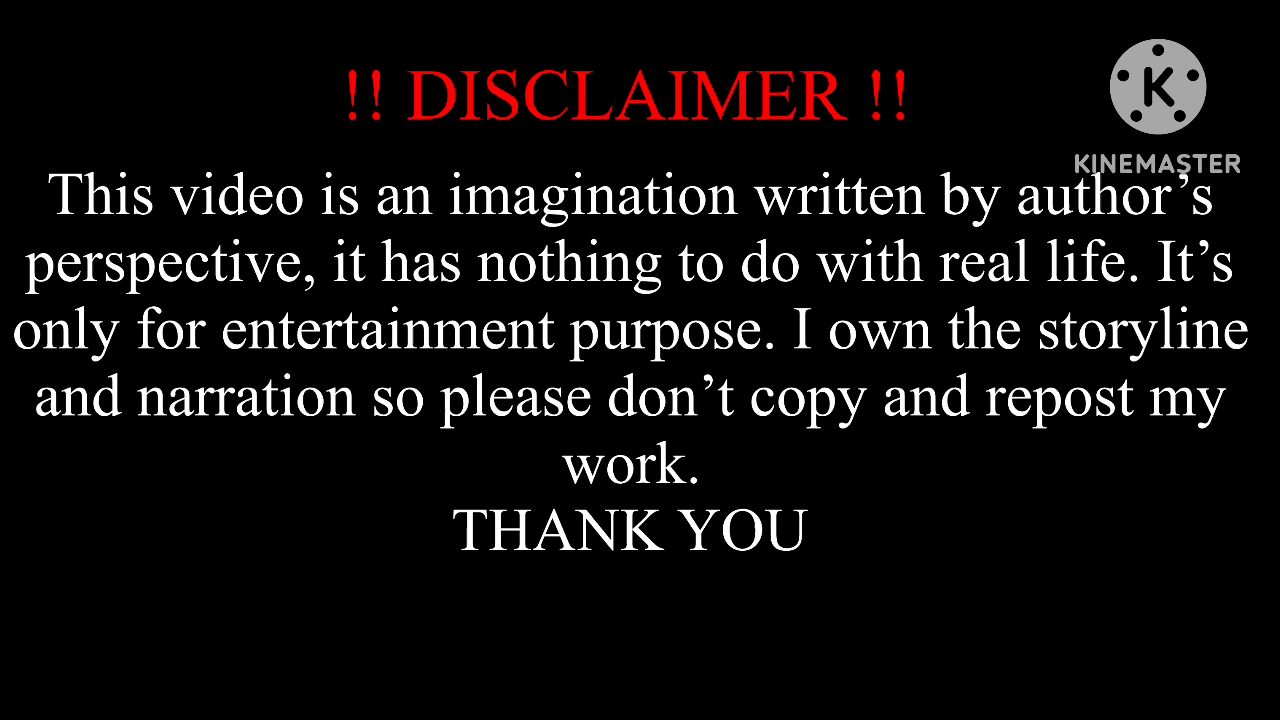 !! DISCLAIMER !!
K
KINEMASTER
This video is an imagination written by author’s
perspective, it has nothing to do with real life. It’s
only for entertainment purpose. I own the storyline
and narration so please don’t copy and repost my
work.
THANK YOU